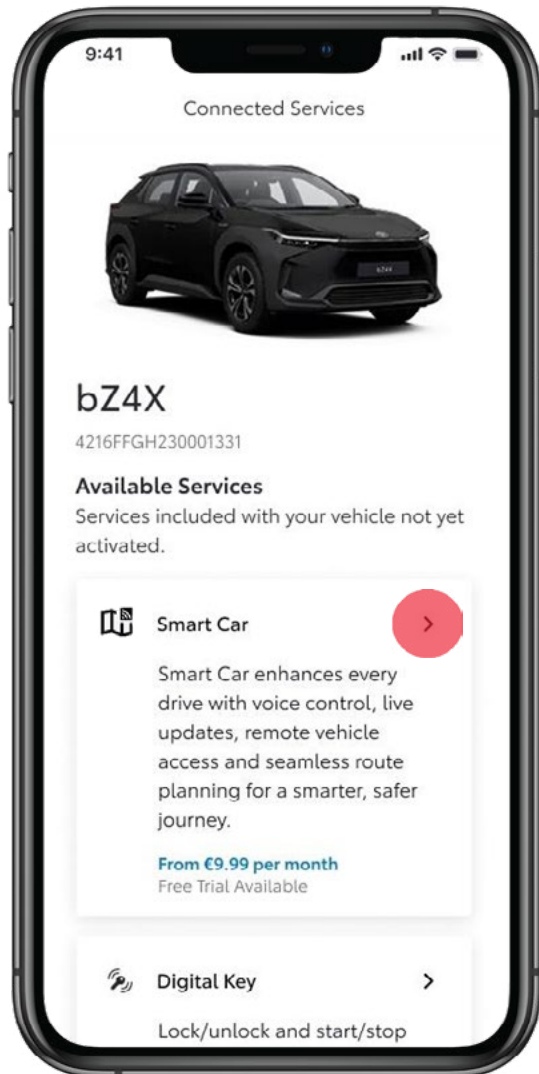 9:41
Connected Services
bZ4X
bZ4X
4216FFGH230001331
Available Services
Services included with your vehicle not yet
activated.
Smart Car
Smart Car enhances every
drive with voice control, live
updates, remote vehicle
access and seamless route
planning for a smarter, safer
journey.
From €9.99 per month
Free Trial Available
Digital Key
Lock/unlock and start/stop